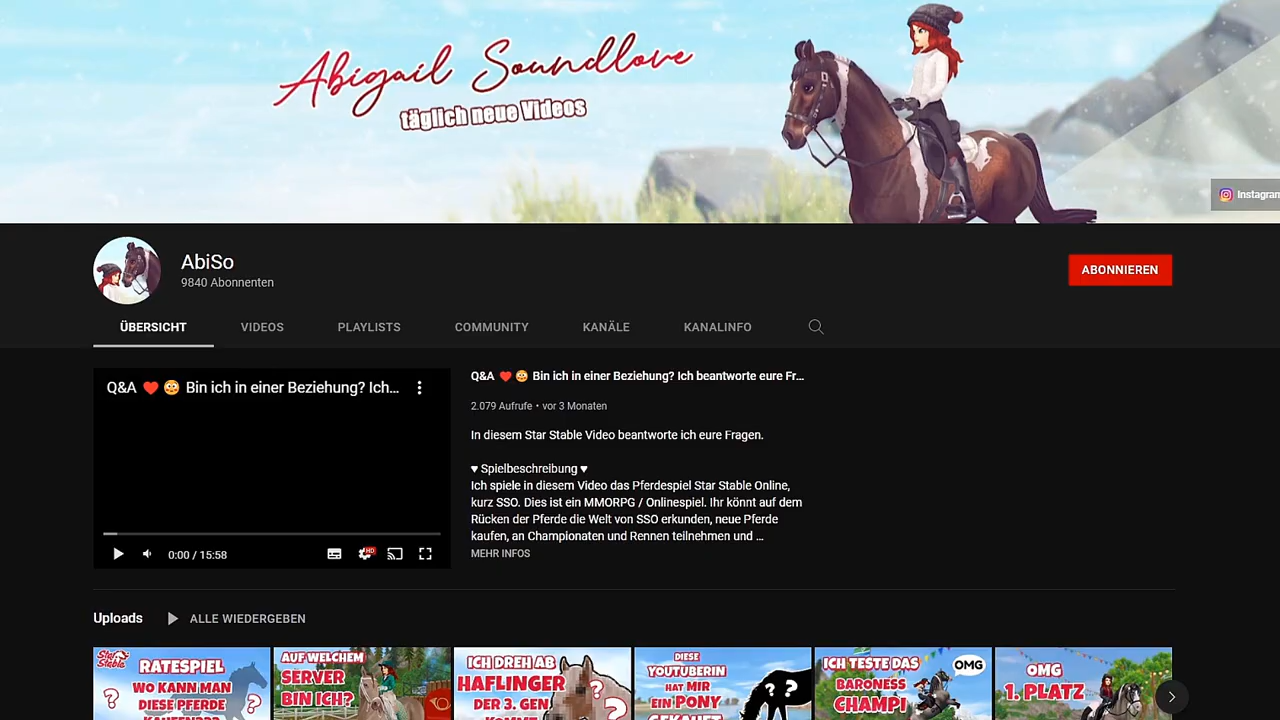 Abigail Soundlove
täglich neue Videos
Instagram
AbiSo
9840 Abonnenten
ABONNIEREN
ÜBERSICHT
VIDEOS
PLAYLISTS
COMMUNITY
KANÄLE
KANALINFO
Q&A ❤️ 😳 Bin ich in einer Beziehung? Ich...
0:00 / 15:58
HD
Q&A ❤️ 😳 Bin ich in einer Beziehung? Ich beantworte eure Fr...
2.079 Aufrufe • vor 3 Monaten
In diesem Star Stable Video beantworte ich eure Fragen.
♥ Spielbeschreibung ♥
Ich spiele in diesem Video das Pferdespiel Star Stable Online,
kurz SSO. Dies ist ein MMORPG / Onlinespiel. Ihr könnt auf dem
Rücken der Pferde die Welt von SSO erkunden, neue Pferde
kaufen, an Championaten und Rennen teilnehmen und ...
MEHR INFOS
Uploads
ALLE WIEDERGEBEN
Star Stable
RATESPIEL
WO KANN MAN
DIESE PFERDE
KAUFEN???
? ?
AUF WELCHEM
SERVER
BIN ICH?
ICH DREH AB
HAFLINGER
DER 3. GEN
KOMMT
? ?
DIESE
YOUTUBERIN
HAT MIR
EIN PONY
GEKAUFT
? ?
ICH TESTE DAS
BARONESS
CHAMPI
OMG
OMG
1. PLATZ